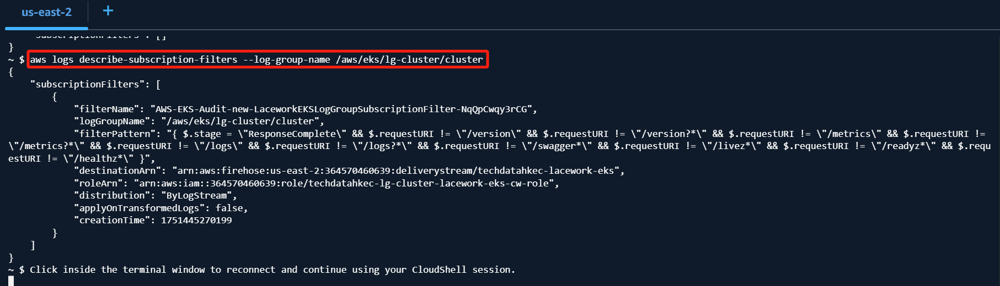 us-east-2 +
"subscriptionFilters": []
}
~ $ aws logs describe-subscription-filters --log-group-name /aws/eks/lg-cluster/cluster
{
    "subscriptionFilters": [
        {
            "filterName": "AWS-EKS-Audit-new-LaceworkEKSLogGroupSubscriptionFilter-NqQpCwqy3rCG",
            "logGroupName": "/aws/eks/lg-cluster/cluster",
            "filterPattern": "{ $.stage = \"ResponseComplete\" && $.requestURI != \"/version\" && $.requestURI != \"/version?*\" && $.requestURI != \"/metrics\" && $.requestURI !=
\"/metrics?*\" && $.requestURI != \"/logs\" && $.requestURI != \"/logs?*\" && $.requestURI != \"/swagger*\" && $.requestURI != \"/livez*\" && $.requestURI != \"/readyz*\" && $.requ
estURI != \"/healthz*\" }",
            "destinationArn": "arn:aws:firehose:us-east-2:364570460639:deliverystream/techdatahkec-lacework-eks",
            "roleArn": "arn:aws:iam::364570460639:role/techdatahkec-lg-cluster-lacework-eks-cw-role",
            "distribution": "ByLogStream",
            "applyOnTransformedLogs": false,
            "creationTime": 1751445270199
        }
    ]
}
~ $ Click inside the terminal window to reconnect and continue using your CloudShell session.